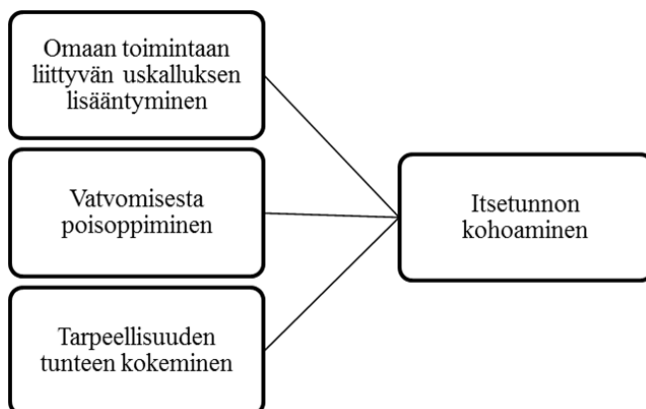 Omaan toimintaan
liittyvän uskalluksen
lisääntyminen
Vatvomisesta
poisoppiminen
Tarpeellisuuden
tunteen kokeminen
Itsetunnon
kohoaminen